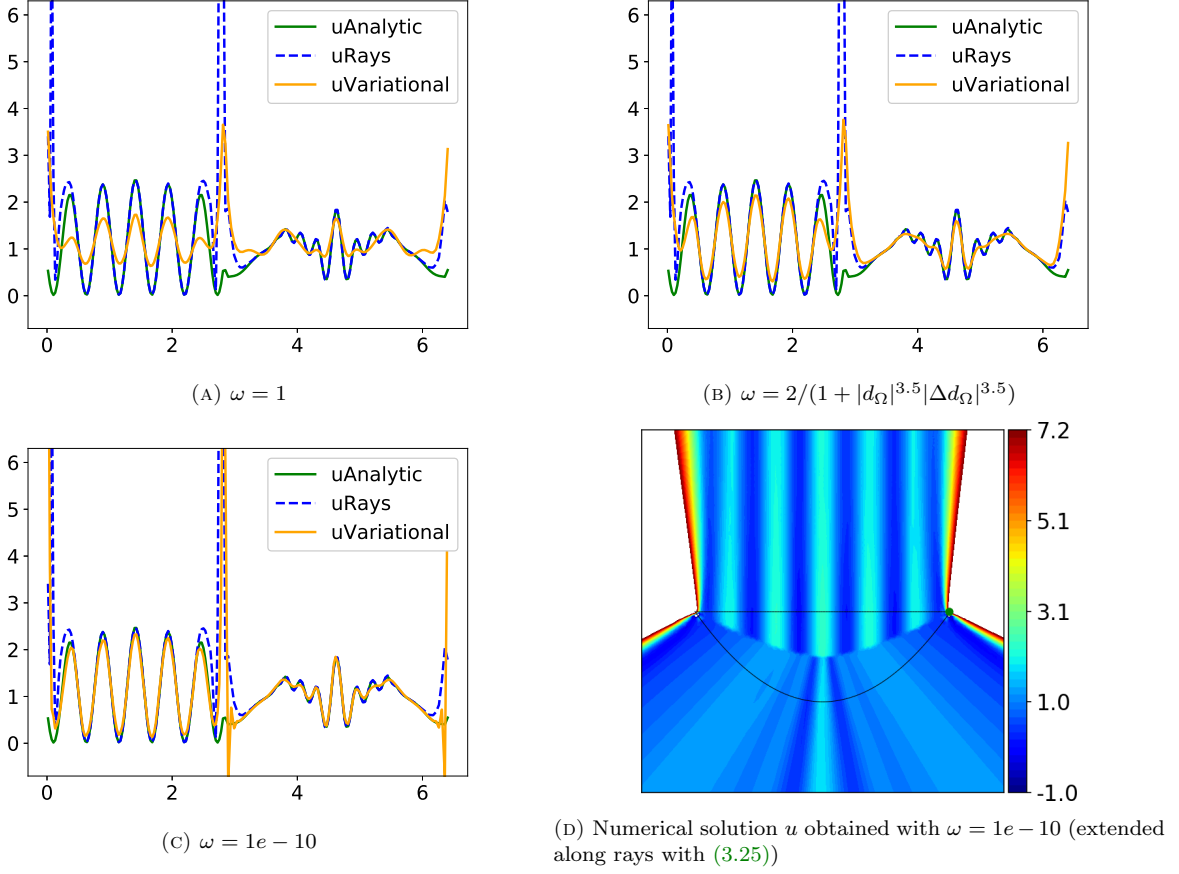 6
5
4
3
2
1
0
0 2 4 6
uAnalytic
uRays
uVariational
(A) ω = 1
6
5
4
3
2
1
0
0 2 4 6
uAnalytic
uRays
uVariational
(B) ω = 2/(1 + |d_Ω|^{3.5}|Δd_Ω|^{3.5})
6
5
4
3
2
1
0
0 2 4 6
uAnalytic
uRays
uVariational
(C) ω = 1e − 10
7.2
5.1
3.1
1.0
-1.0
(D) Numerical solution u obtained with ω = 1e − 10 (extended
along rays with (3.25))